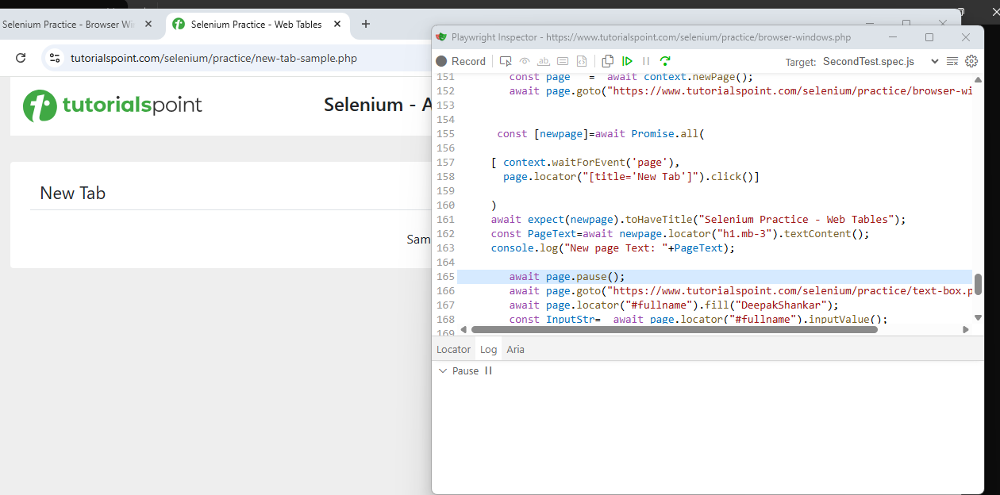 Selenium Practice - Browser Wi
Selenium Practice - Web Tables
tutorialspoint.com/selenium/practice/new-tab-sample.php
tutorialspoint
Selenium - A
New Tab
Sam
Playwright Inspector - https://www.tutorialspoint.com/selenium/practice/browser-windows.php
Record
Target: SecondTest.spec.js
151 const page = await context.newPage();
152 await page.goto("https://www.tutorialspoint.com/selenium/practice/browser-wi
153
154
155 const [newpage]=await Promise.all(
156
157 [ context.waitForEvent('page'),
158 page.locator("[title='New Tab']").click()]
159
160 )
161 await expect(newpage).toHaveTitle("Selenium Practice - Web Tables");
162 const PageText=await newpage.locator("h1.mb-3").textContent();
163 console.log("New page Text: "+PageText);
164
165 await page.pause();
166 await page.goto("https://www.tutorialspoint.com/selenium/practice/text-box.p
167 await page.locator("#fullname").fill("DeepakShankar");
168 const InputStr= await page.locator("#fullname").inputValue();
169
Locator Log Aria
Pause